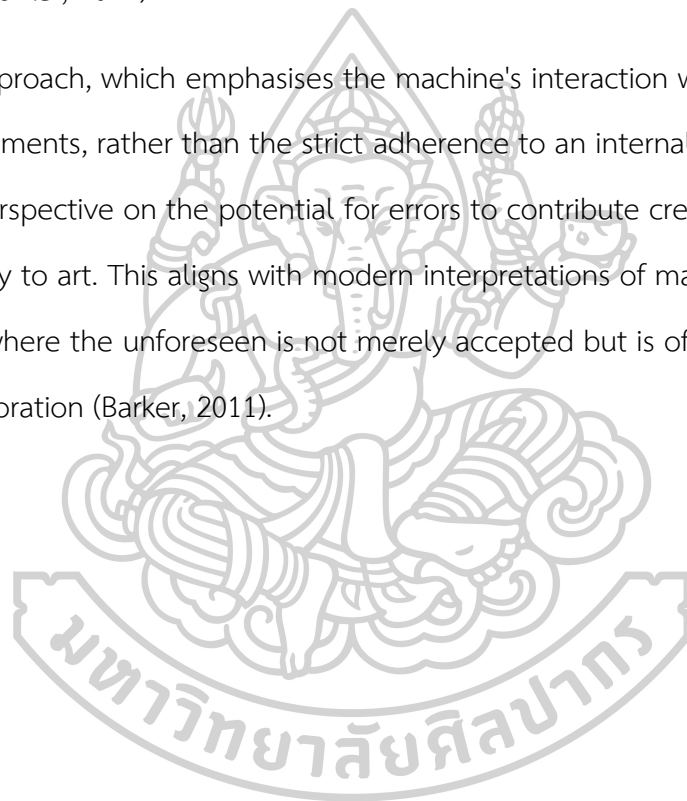 proach, which emphasises the machine's interaction w
ments, rather than the strict adherence to an internal
erspective on the potential for errors to contribute cre
y to art. This aligns with modern interpretations of ma
where the unforeseen is not merely accepted but is of
oration (Barker, 2011).
มหาวิทยาลัยศิลปากร